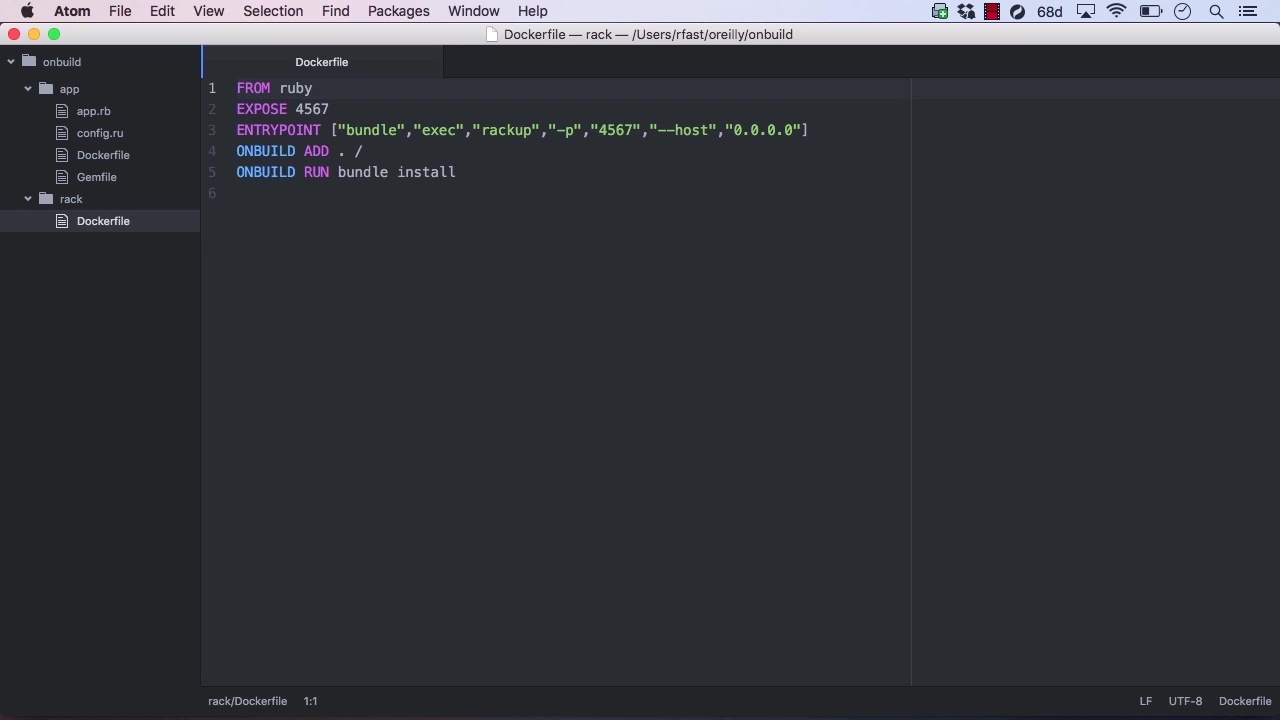 Atom File Edit View Selection Find Packages Window Help 68d
Dockerfile — rack — /Users/rfast/oreilly/onbuild
onbuild
app
app.rb
config.ru
Dockerfile
Gemfile
rack
Dockerfile
Dockerfile
1 FROM ruby
2 EXPOSE 4567
3 ENTRYPOINT ["bundle","exec","rackup","-p","4567","--host","0.0.0.0"]
4 ONBUILD ADD . /
5 ONBUILD RUN bundle install
6
rack/Dockerfile 1:1 LF UTF-8 Dockerfile